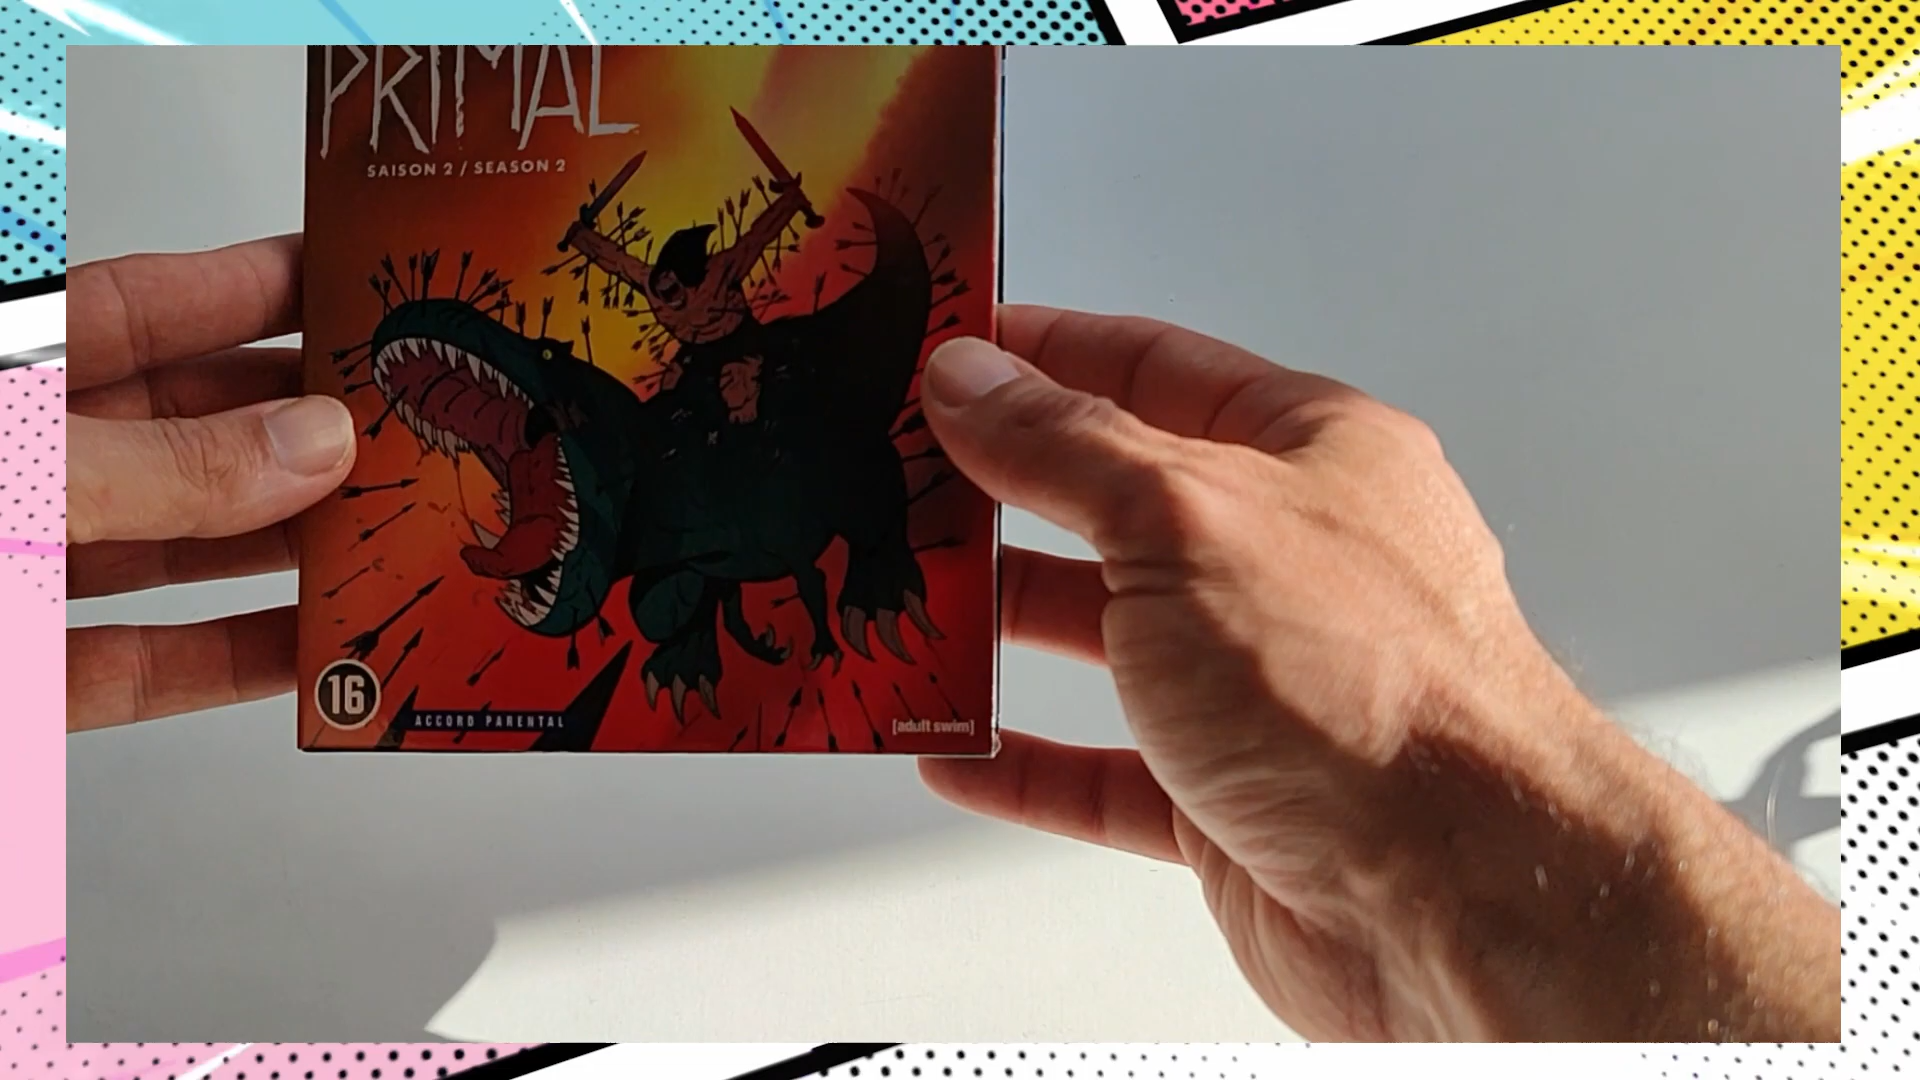 PRIMAL
SAISON 2 / SEASON 2
16
ACCORD PARENTAL
[adult swim]